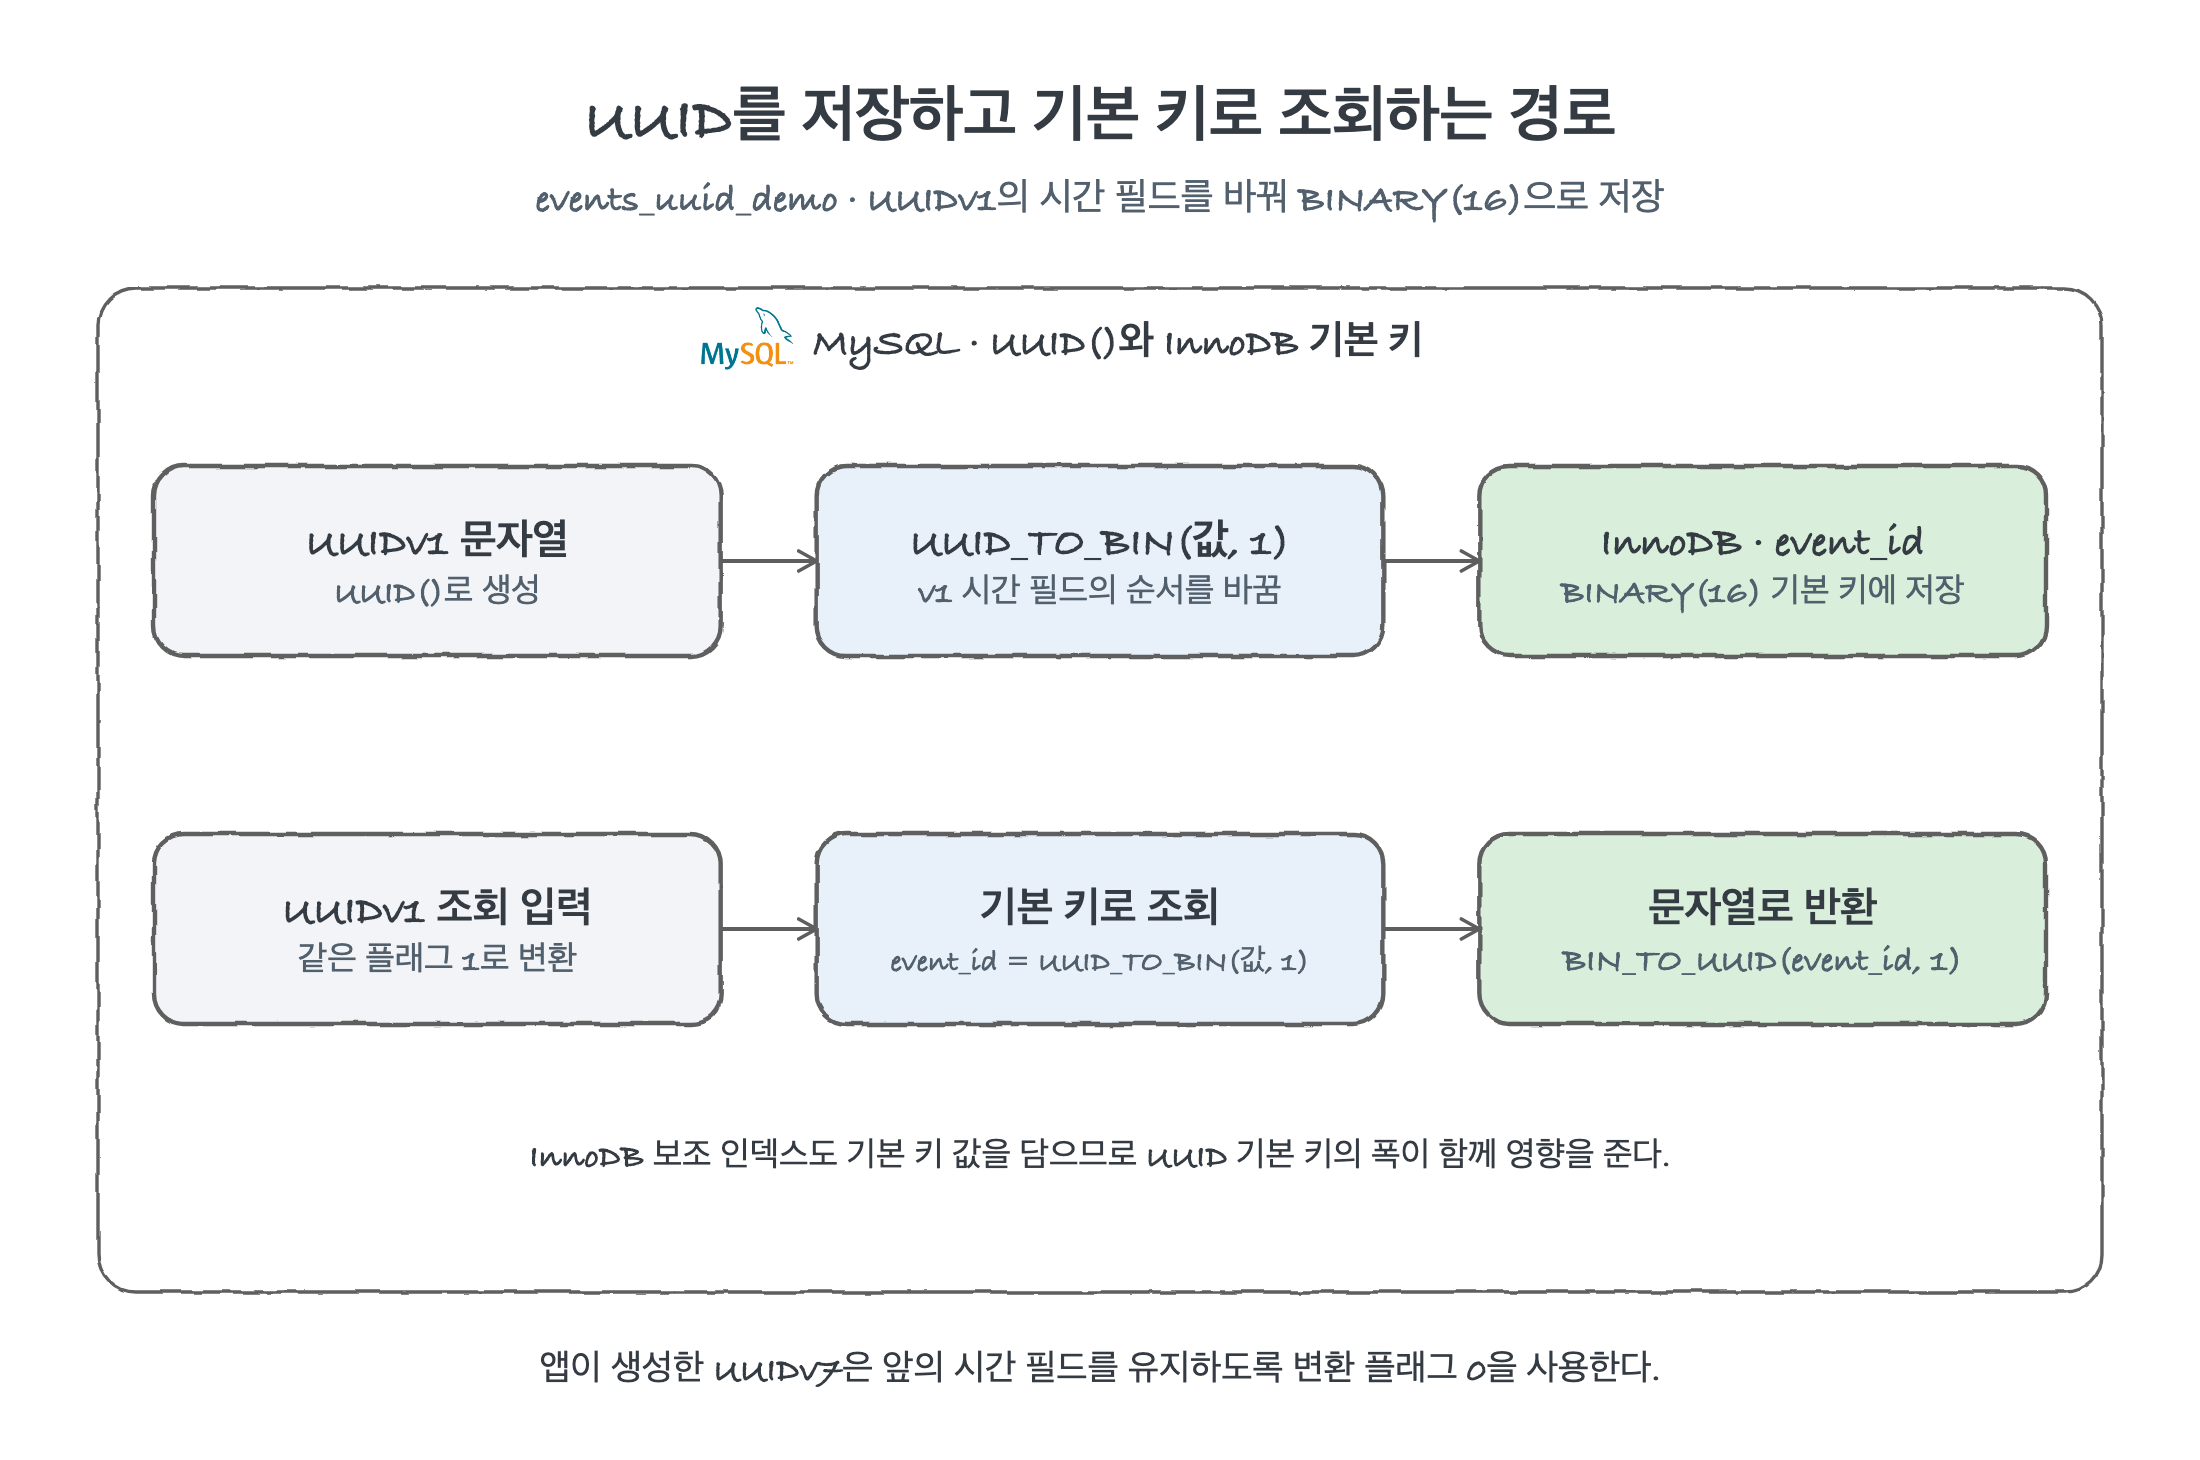 UUID를 저장하고 기본 키로 조회하는 경로
events_uuid_demo · UUIDv1의 시간 필드를 바꿔 BINARY(16)으로 저장
MySQL™ MySQL · UUID()와 InnoDB 기본 키
UUIDv1 문자열
UUID()로 생성
UUID_TO_BIN(값, 1)
v1 시간 필드의 순서를 바꿈
InnoDB · event_id
BINARY(16) 기본 키에 저장
UUIDv1 조회 입력
같은 플래그 1로 변환
기본 키로 조회
event_id = UUID_TO_BIN(값, 1)
문자열로 반환
BIN_TO_UUID(event_id, 1)
InnoDB 보조 인덱스도 기본 키 값을 담으므로 UUID 기본 키의 폭이 함께 영향을 준다.
앱이 생성한 UUIDv7은 앞의 시간 필드를 유지하도록 변환 플래그 0을 사용한다.